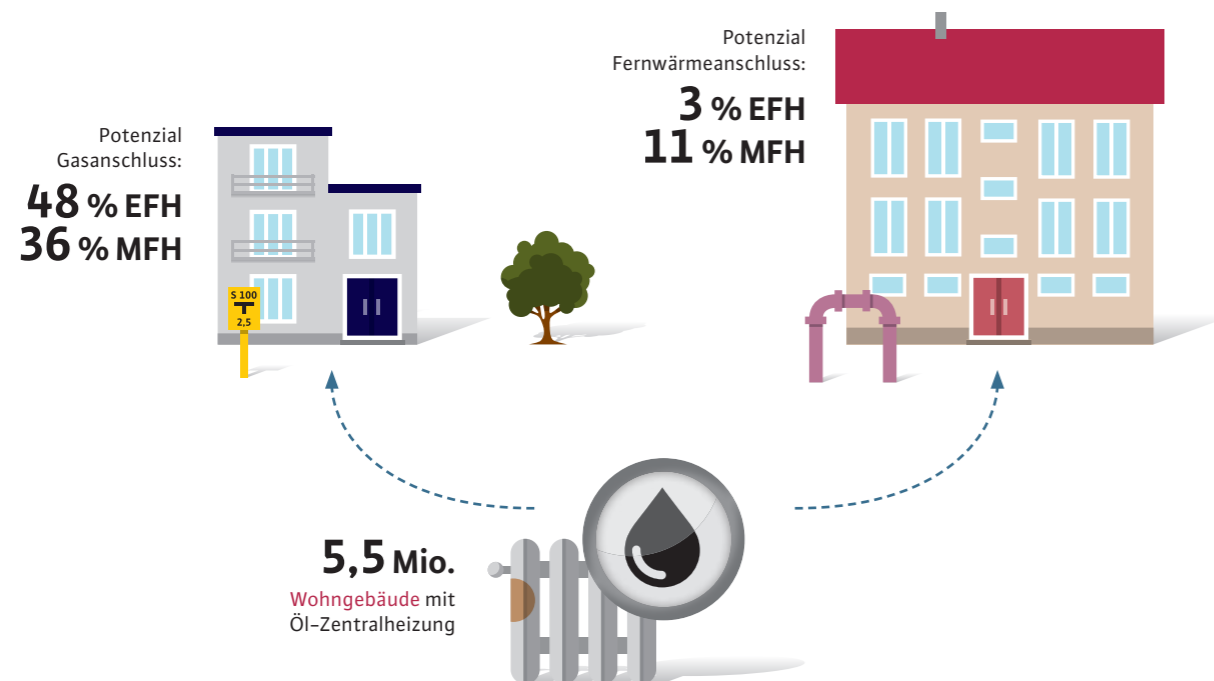 Potenzial
Fernwärmeanschluss:
3 % EFH
11 % MFH
Potenzial
Gasanschluss:
48 % EFH
36 % MFH
S 100
2,5
5,5 Mio.
Wohngebäude mit
Öl-Zentralheizung